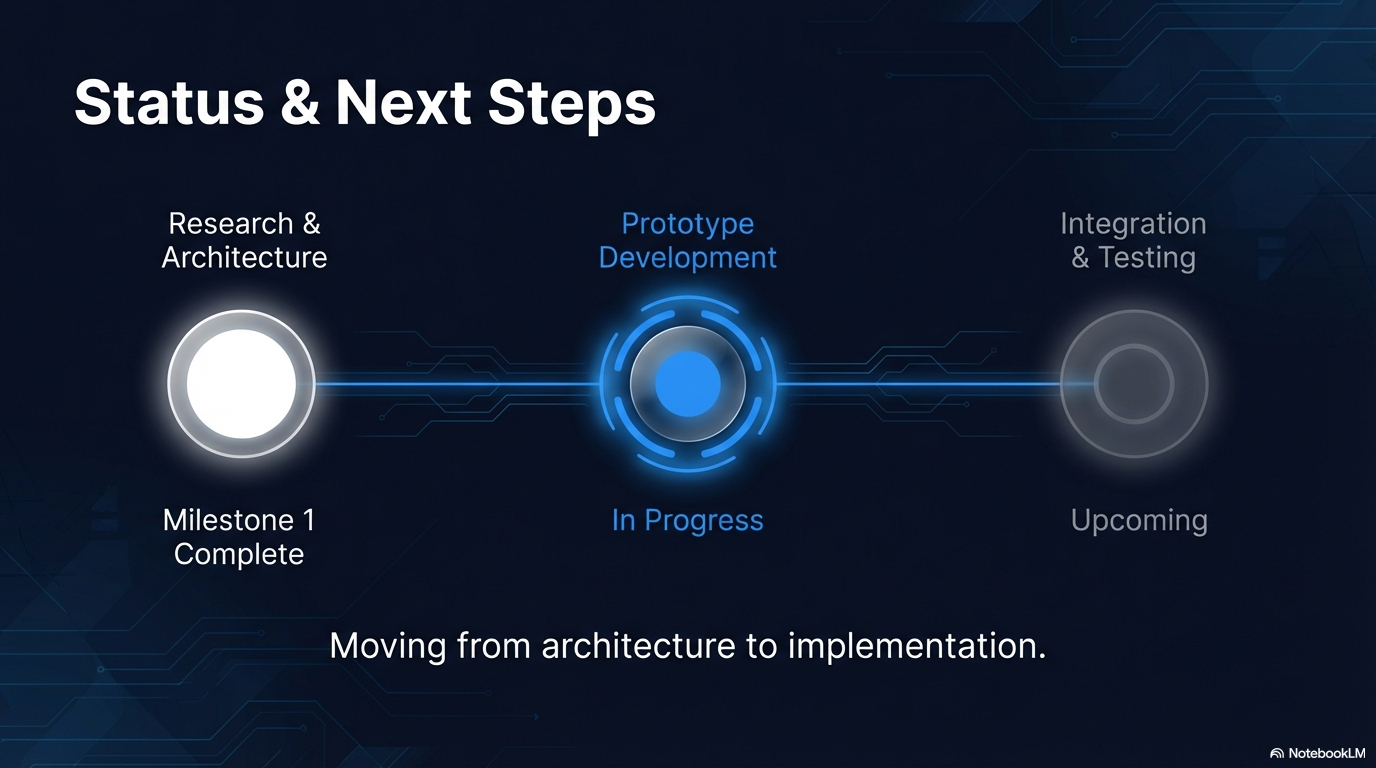 Status & Next Steps
Research &
Architecture
Prototype
Development
Integration
& Testing
Milestone 1
Complete
In Progress
Upcoming
Moving from architecture to implementation.
NotebookLM